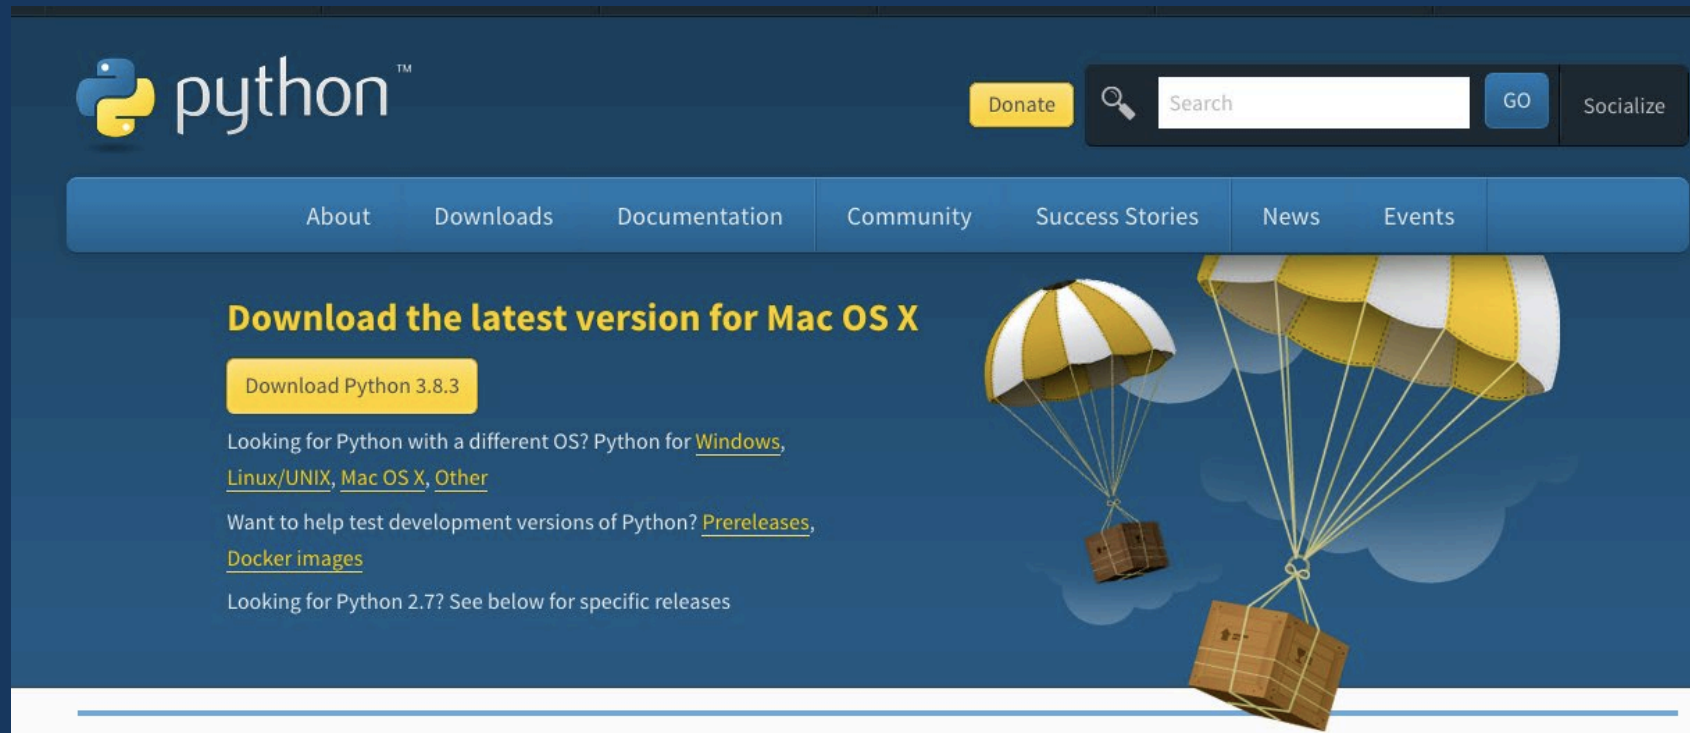 python™
Donate
Search
GO
Socialize
About
Downloads
Documentation
Community
Success Stories
News
Events
Download the latest version for Mac OS X
Download Python 3.8.3
Looking for Python with a different OS? Python for Windows,
Linux/UNIX, Mac OS X, Other
Want to help test development versions of Python? Prereleases,
Docker images
Looking for Python 2.7? See below for specific releases